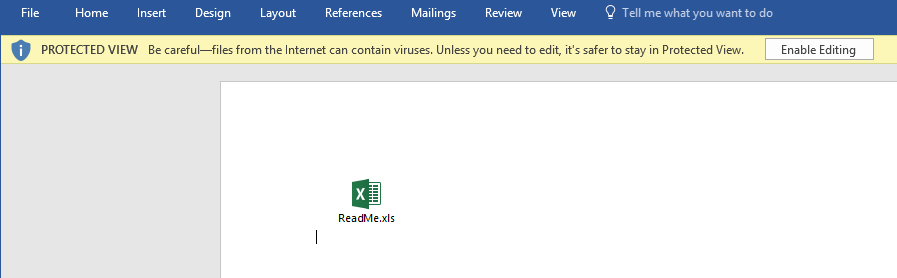 File Home Insert Design Layout References Mailings Review View Tell me what you want to do
PROTECTED VIEW Be careful—files from the Internet can contain viruses. Unless you need to edit, it's safer to stay in Protected View. Enable Editing
X
ReadMe.xls